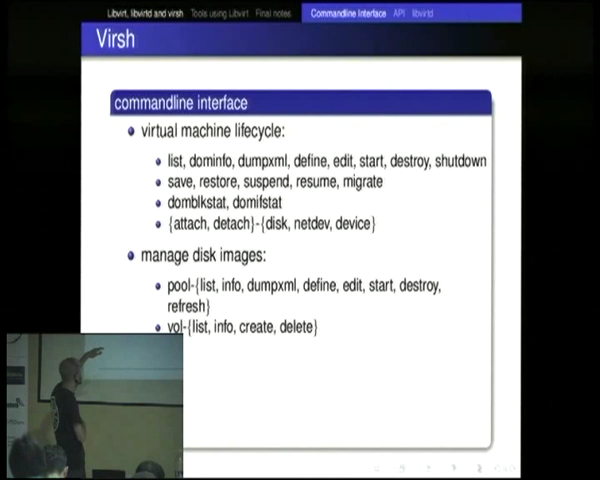 Libvirt, libvirtd and virsh Tools using Libvirt Final notes Commandline Interface API libvirtd
Virsh
commandline interface
virtual machine lifecycle:
list, dominfo, dumpxml, define, edit, start, destroy, shutdown
save, restore, suspend, resume, migrate
domblkstat, domifstat
{attach, detach}-{disk, netdev, device}
manage disk images:
pool-{list, info, dumpxml, define, edit, start, destroy,
refresh}
vol-{list, info, create, delete}